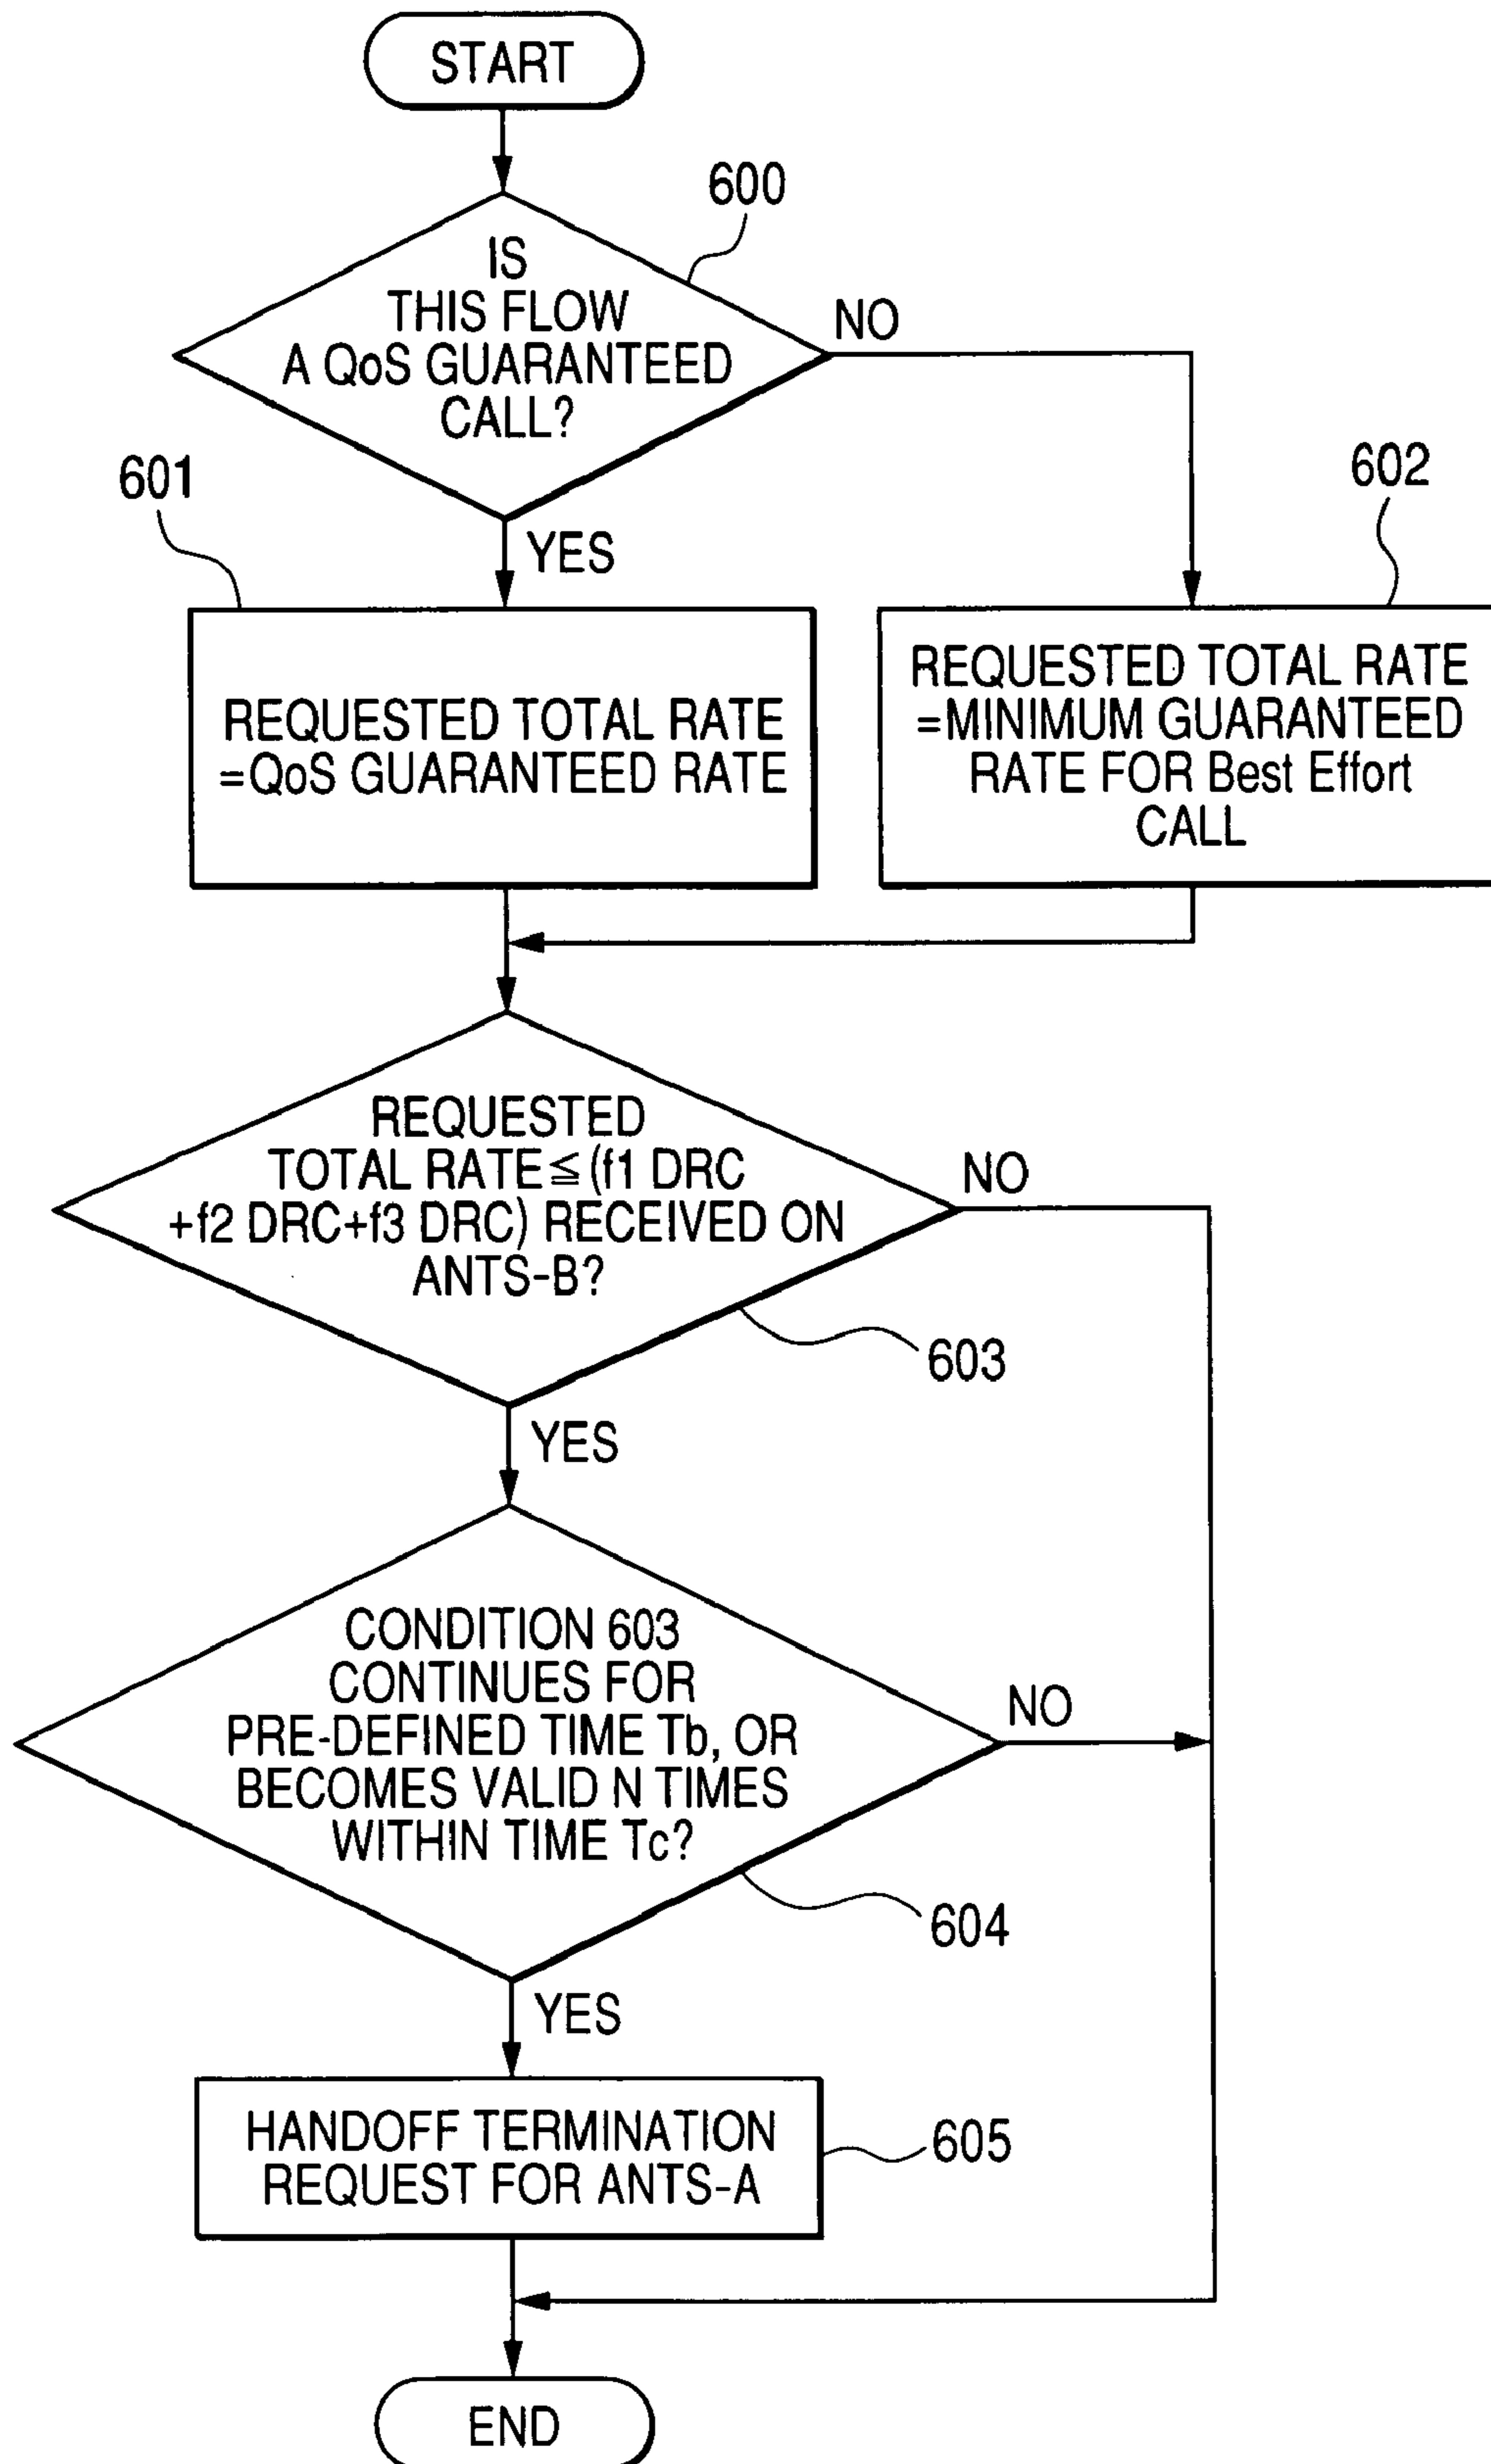 START
600
IS
THIS FLOW
A QoS GUARANTEED
CALL?
NO
601
602
YES
REQUESTED TOTAL RATE
=QoS GUARANTEED RATE
REQUESTED TOTAL RATE
=MINIMUM GUARANTEED
RATE FOR Best Effort
CALL
REQUESTED
TOTAL RATE≦(f1 DRC
+f2 DRC+f3 DRC) RECEIVED ON
ANTS-B?
NO
603
YES
CONDITION 603
CONTINUES FOR
PRE-DEFINED TIME Tb, OR
BECOMES VALID N TIMES
WITHIN TIME Tc?
NO
604
YES
HANDOFF TERMINATION
REQUEST FOR ANTS-A
605
END